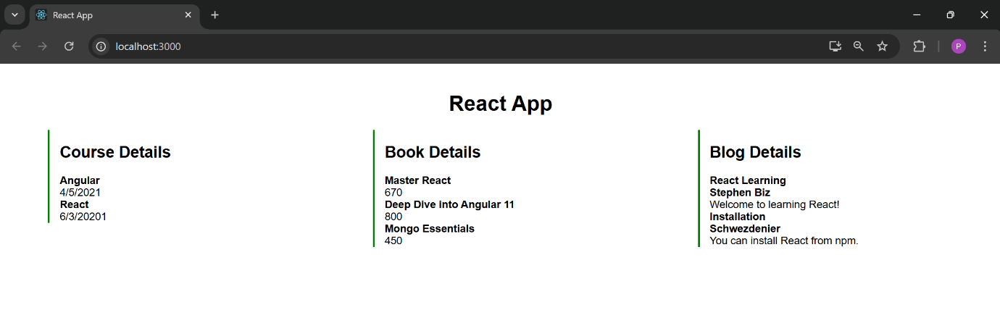 React App
localhost:3000
P
React App
Course Details
Angular
4/5/2021
React
6/3/20201
Book Details
Master React
670
Deep Dive into Angular 11
800
Mongo Essentials
450
Blog Details
React Learning
Stephen Biz
Welcome to learning React!
Installation
Schwezdenier
You can install React from npm.